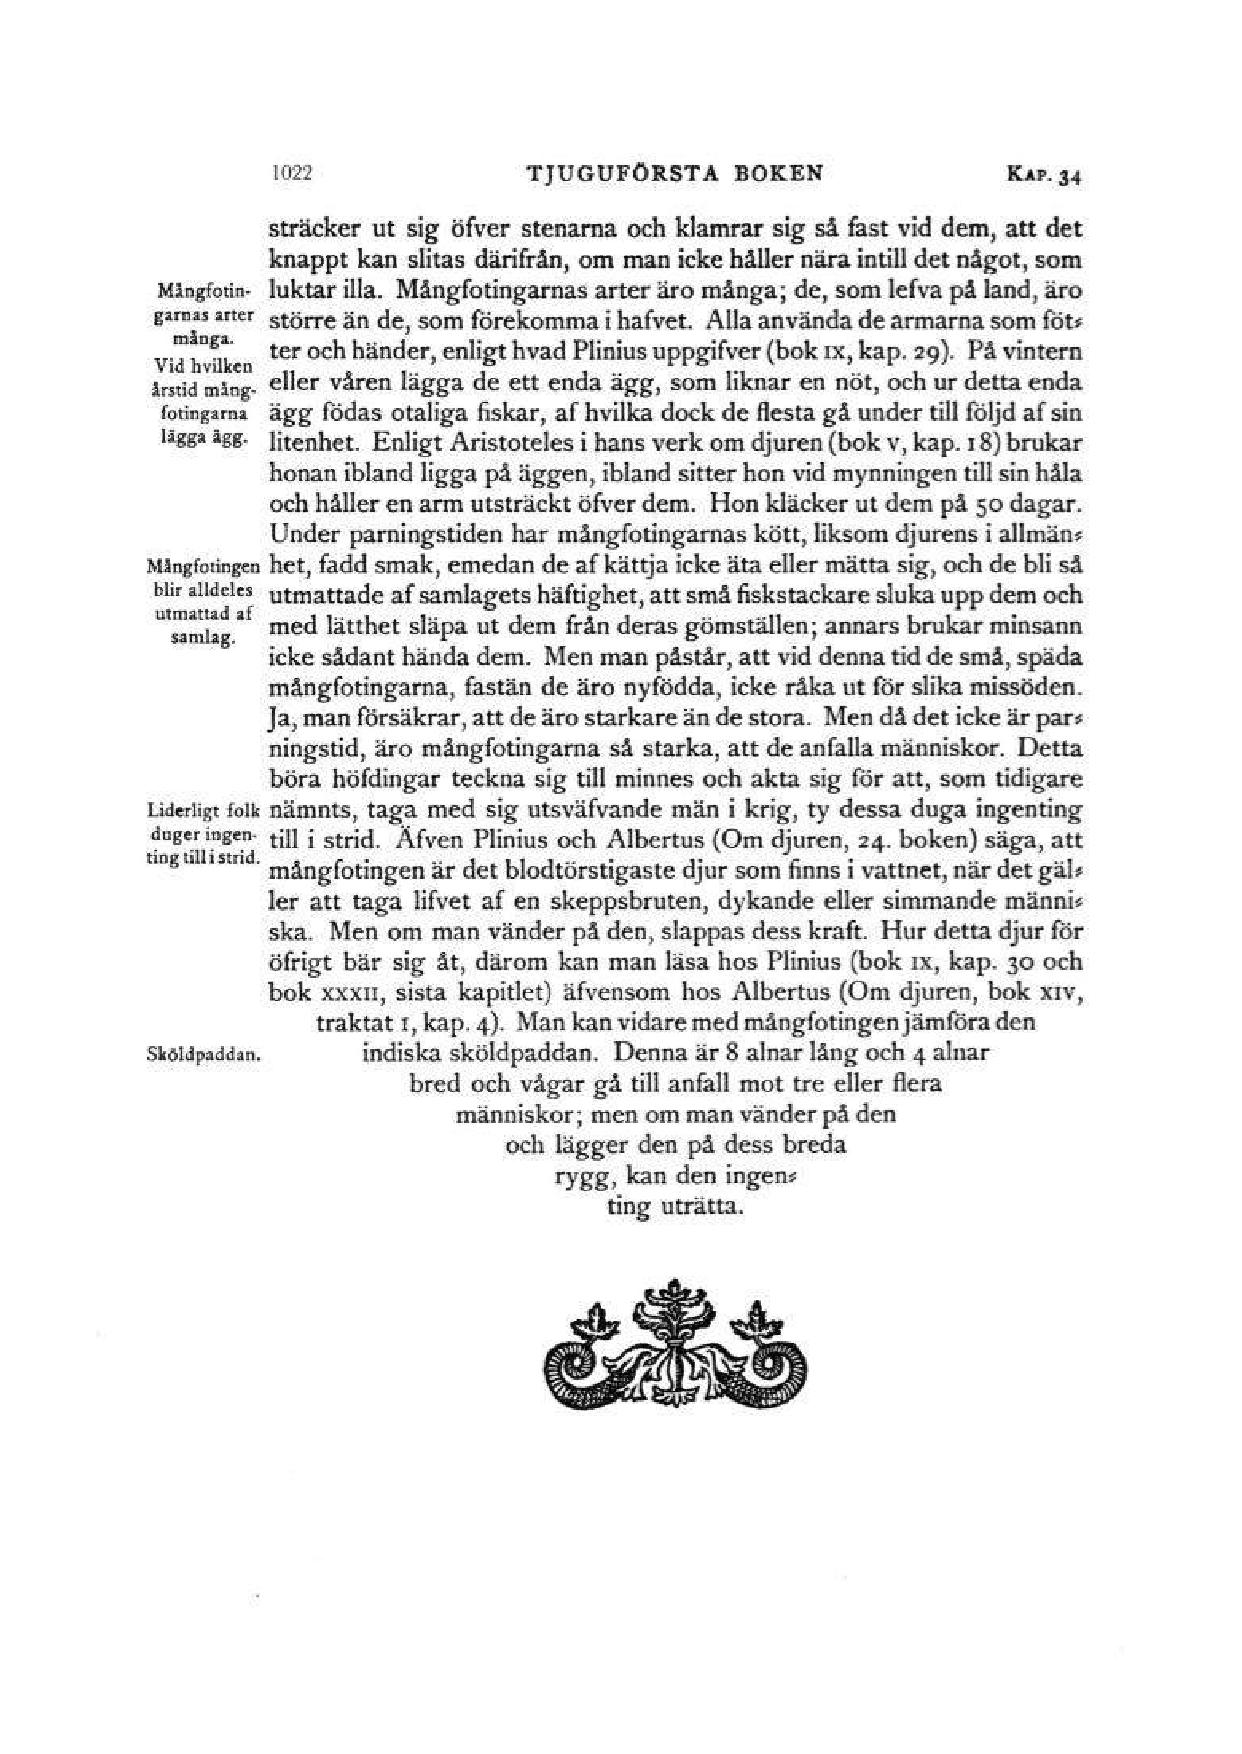 1022 TJUGUFÖRSTA BOKEN KAP. 34
sträcker ut sig öfver stenarna och klamrar sig så fast vid dem, att det
knappt kan slitas därifrån, om man icke håller nära intill det något, som
luktar illa. Mångfotingarnas arter äro många; de, som lefva på land, äro
större än de, som förekomma i hafvet. Alla använda de armarna som föt-
ter och händer, enligt hvad Plinius uppgifver (bok IX, kap. 29). På vintern
eller våren lägga de ett enda ägg, som liknar en nöt, och ur detta enda
ägg födas otaliga fiskar, af hvilka dock de flesta gå under till följd af sin
litenhet. Enligt Aristoteles i hans verk om djuren (bok V, kap. 18) brukar
honan ibland ligga på äggen, ibland sitter hon vid mynningen till sin håla
och håller en arm utsträckt öfver dem. Hon kläcker ut dem på 50 dagar.
Under parningstiden har mångfotingarnas kött, liksom djurens i allmän-
het, fadd smak, emedan de af kättja icke äta eller mätta sig, och de bli så
utmattade af samlagets häftighet, att små fiskstackare sluka upp dem och
med lätthet släpa ut dem från deras gömställen; annars brukar minsann
icke sådant hända dem. Men man påstår, att vid denna tid de små, späda
mångfotingarna, fastän de äro nyfödda, icke råka ut för slika missöden.
Ja, man försäkrar, att de äro starkare än de stora. Men då det icke är par-
ningstid, äro mångfotingarna så starka, att de anfalla människor. Detta
böra höfdingar teckna sig till minnes och akta sig för att, som tidigare
nämnts, taga med sig utsväfvande män i krig, ty dessa duga ingenting
till i strid. Äfven Plinius och Albertus (Om djuren, 24. boken) säga, att
mångfotingen är det blodtörstigaste djur som finns i vattnet, när det gäl-
ler att taga lifvet af en skeppsbruten, dykande eller simmande männi-
ska. Men om man vänder på den, slappas dess kraft. Hur detta djur för
öfrigt bär sig åt, därom kan man läsa hos Plinius (bok IX, kap. 30 och
bok XXXII, sista kapitlet) äfvensom hos Albertus (Om djuren, bok XIV,
traktat I, kap. 4). Man kan vidare med mångfotingen jämföra den
indiska sköldpaddan. Denna är 8 alnar lång och 4 alnar
bred och vågar gå till anfall mot tre eller flera
människor; men om man vänder på den
och lägger den på dess breda
rygg, kan den ingen-
ting uträtta.
Mångfotin-
garnas arter
många.
Vid hvilken
årstid mång-
fotingarna
lägga ägg.
Mångfotingen
blir alldeles
utmattad af
samlag.
Liderligt folk
duger ingen-
ting till i strid.
Sköldpaddan.